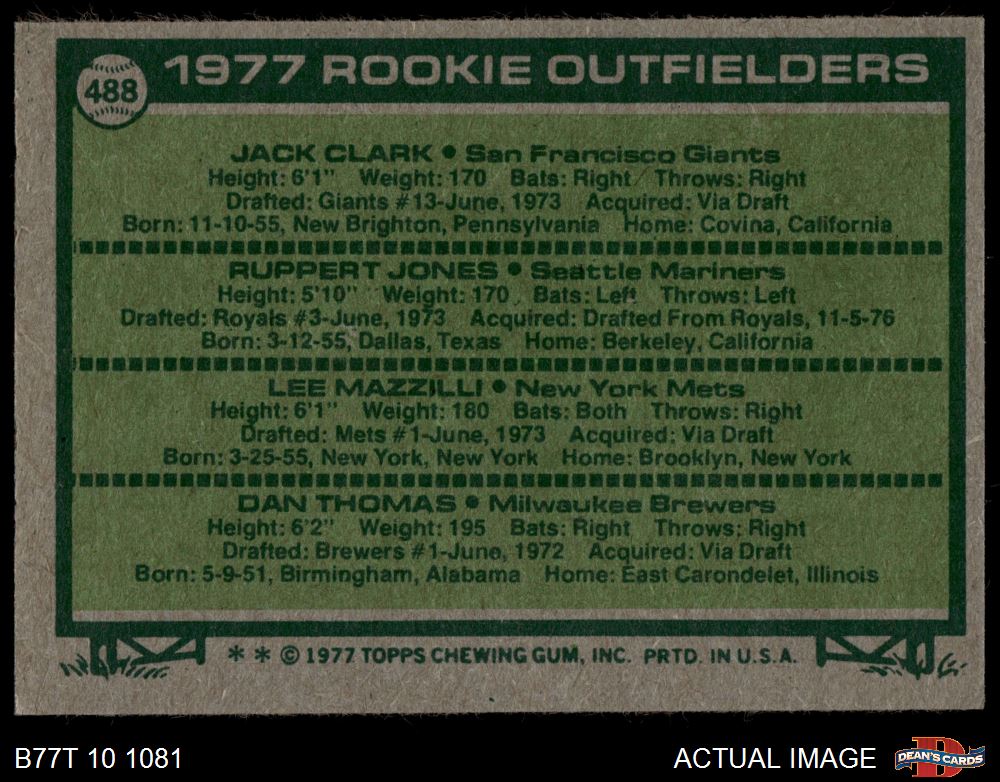 488 1977 ROOKIE OUTFIELDERS
JACK CLARK • San Francisco Giants
Height: 6'1" Weight: 170 Bats: Right Throws: Right
Drafted: Giants #13-June, 1973 Acquired: Via Draft
Born: 11-10-55, New Brighton, Pennsylvania Home: Covina, California
RUPPERT JONES • Seattle Mariners
Height: 5'10" Weight: 170 Bats: Left Throws: Left
Drafted: Royals #3-June, 1973 Acquired: Drafted From Royals, 11-5-76
Born: 3-12-55, Dallas, Texas Home: Berkeley, California
LEE MAZZILLI • New York Mets
Height: 6'1" Weight: 180 Bats: Both Throws: Right
Drafted: Mets #1-June, 1973 Acquired: Via Draft
Born: 3-25-55, New York, New York Home: Brooklyn, New York
DAN THOMAS • Milwaukee Brewers
Height: 6'2" Weight: 195 Bats: Right Throws: Right
Drafted: Brewers #1-June, 1972 Acquired: Via Draft
Born: 5-9-51, Birmingham, Alabama Home: East Carondelet, Illinois
* * © 1977 TOPPS CHEWING GUM, INC. PRTD. IN U.S.A.
B77T 10 1081 ACTUAL IMAGE D DEAN'S CARDS